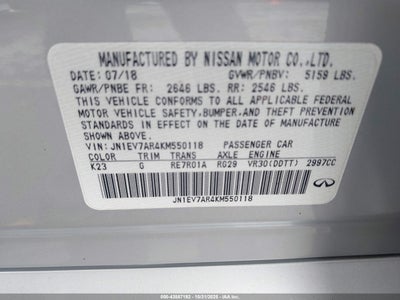 MANUFACTURED BY NISSAN MOTOR CO.,LTD.
DATE: 07/18 GVWR/PNBV: 5159 LBS.
GAWR/PNBE FR: 2646 LBS. RR: 2546 LBS.
THIS VEHICLE CONFORMS TO ALL APPLICABLE FEDERAL
MOTOR VEHICLE SAFETY,BUMPER, AND THEFT PREVENTION
STANDARDS IN EFFECT ON THE DATE OF MANUFACTURE
SHOWN ABOVE.
VIN: JN1EV7AR4KM550118 PASSENGER CAR
COLOR TRIM TRANS AXLE ENGINE
K23 G RE7R01A RG29 VR30(DDTT) 2997CC
JN1EV7AR4KM550118
INFINITI